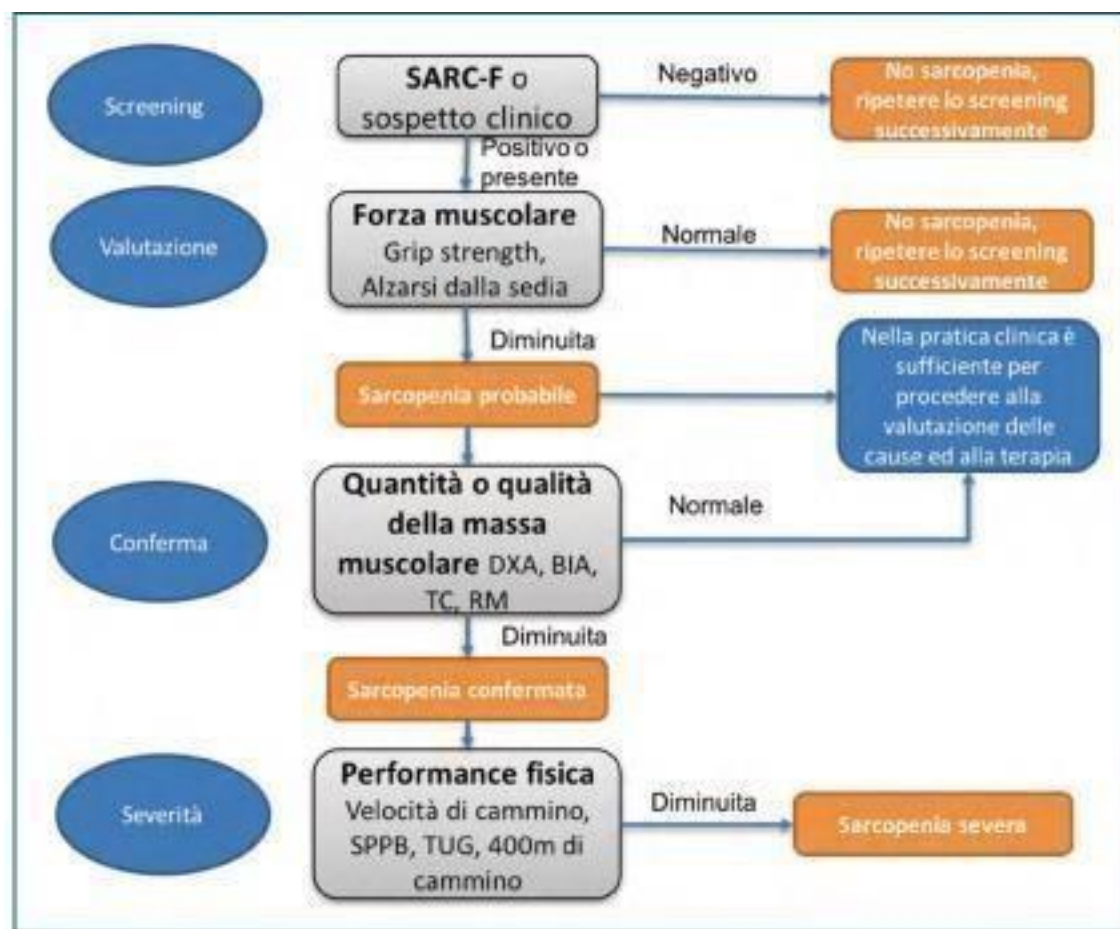 Screening
SARC-F o
sospetto clinico
Negativo
No sarcopenia,
ripetere lo screening
successivamente
Positivo o
presente
Valutazione
Forza muscolare
Grip strength,
Alzarsi dalla sedia
Normale
No sarcopenia,
ripetere lo screening
successivamente
Diminuita
Sarcopenia probabile
Nella pratica clinica è
sufficiente per
procedere alla
valutazione delle
cause ed alla terapia
Conferma
Quantità o qualità
della massa
muscolare DXA, BIA,
TC, RM
Normale
Diminuita
Sarcopenia confermata
Severità
Performance fisica
Velocità di cammino,
SPPB, TUG, 400m di
cammino
Diminuita
Sarcopenia severa